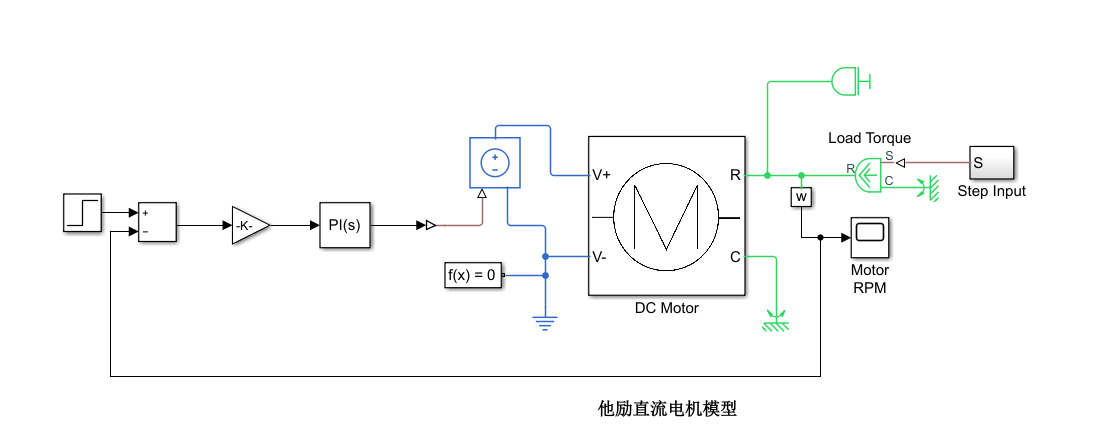 Load Torque
S
R
C
S
Step Input
+
−
-K-
PI(s)
+
−
V+
V-
R
C
w
f(x) = 0
DC Motor
Motor
RPM
他励直流电机模型